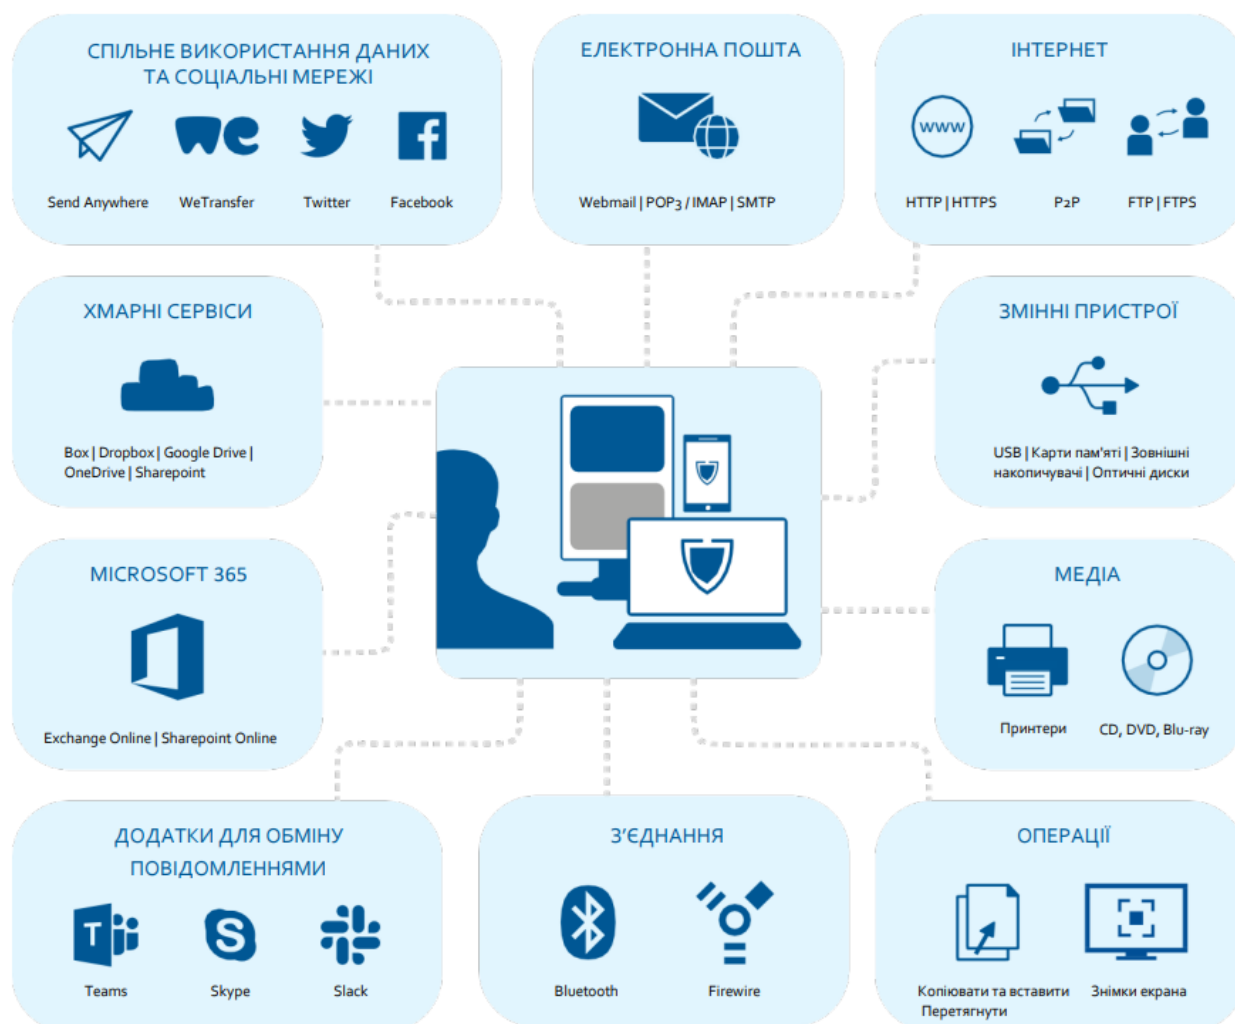 СПІЛЬНЕ ВИКОРИСТАННЯ ДАНИХ
ТА СОЦІАЛЬНІ МЕРЕЖІ
Send Anywhere
WeTransfer
Twitter
Facebook
ЕЛЕКТРОННА ПОШТА
Webmail | POP3 / IMAP | SMTP
ІНТЕРНЕТ
www
HTTP | HTTPS
P2P
FTP | FTPS
ХМАРНІ СЕРВІСИ
Box | Dropbox | Google Drive |
OneDrive | Sharepoint
ЗМІННІ ПРИСТРОЇ
USB | Карти пам'яті | Зовнішні
накопичувачі | Оптичні диски
MICROSOFT 365
Exchange Online | Sharepoint Online
МЕДІА
Принтери
CD, DVD, Blu-ray
ДОДАТКИ ДЛЯ ОБМІНУ
ПОВІДОМЛЕННЯМИ
Teams
Skype
Slack
З’ЄДНАННЯ
Bluetooth
Firewire
ОПЕРАЦІЇ
Копіювати та вставити
Перетягнути
Знімки екрана